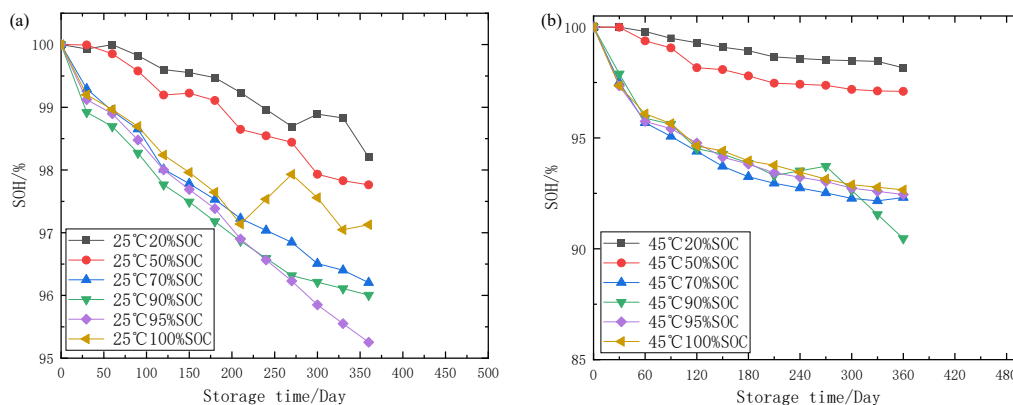 (a)
SOH/%
100
99
98
97
96
95
25℃20%SOC
25℃50%SOC
25℃70%SOC
25℃90%SOC
25℃95%SOC
25℃100%SOC
0 50 100 150 200 250 300 350 400 450 500
Storage time/Day
(b)
SOH/%
100
95
90
85
45℃20%SOC
45℃50%SOC
45℃70%SOC
45℃90%SOC
45℃95%SOC
45℃100%SOC
0 60 120 180 240 300 360 420 480
Storage time/Day